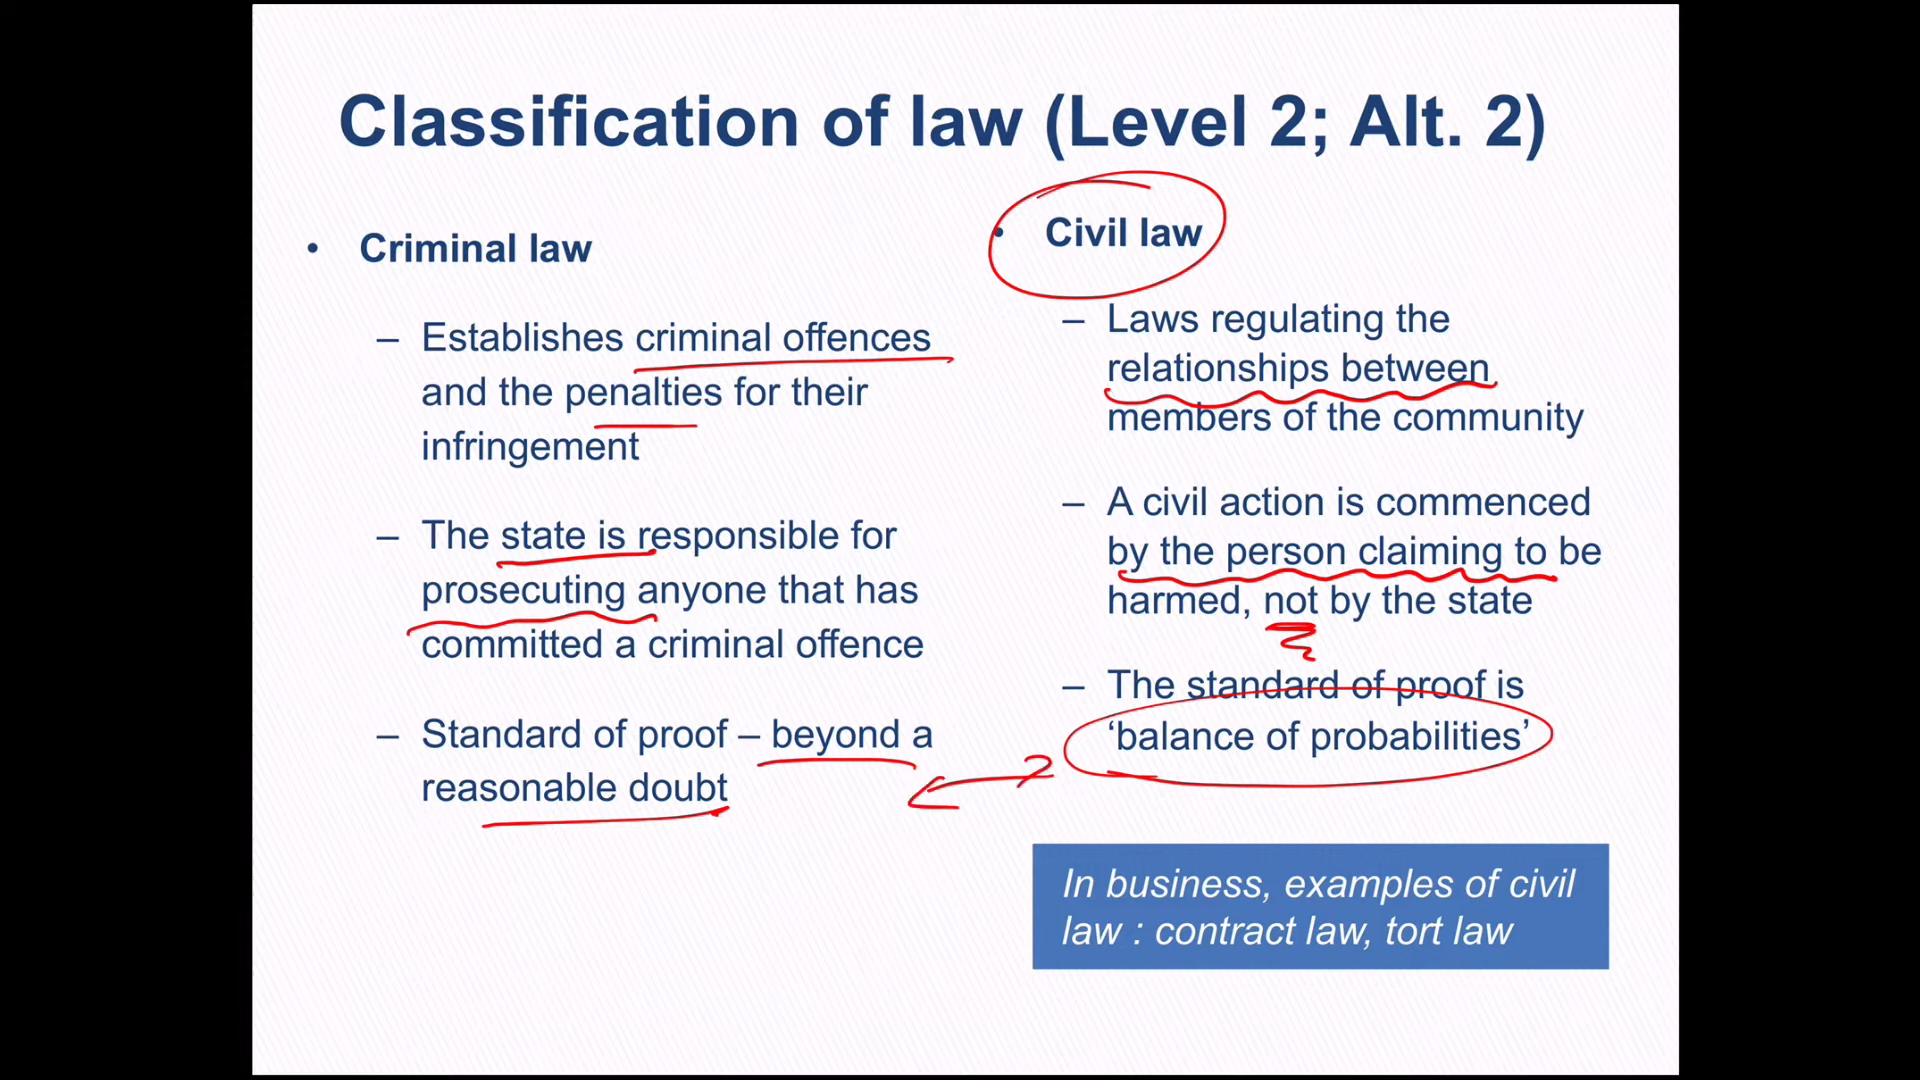 Classification of law (Level 2; Alt. 2)
• Criminal law
– Establishes criminal offences
and the penalties for their
infringement
– The state is responsible for
prosecuting anyone that has
committed a criminal offence
– Standard of proof – beyond a
reasonable doubt
• Civil law
– Laws regulating the
relationships between
members of the community
– A civil action is commenced
by the person claiming to be
harmed, not by the state
– The standard of proof is
‘balance of probabilities’
In business, examples of civil
law : contract law, tort law